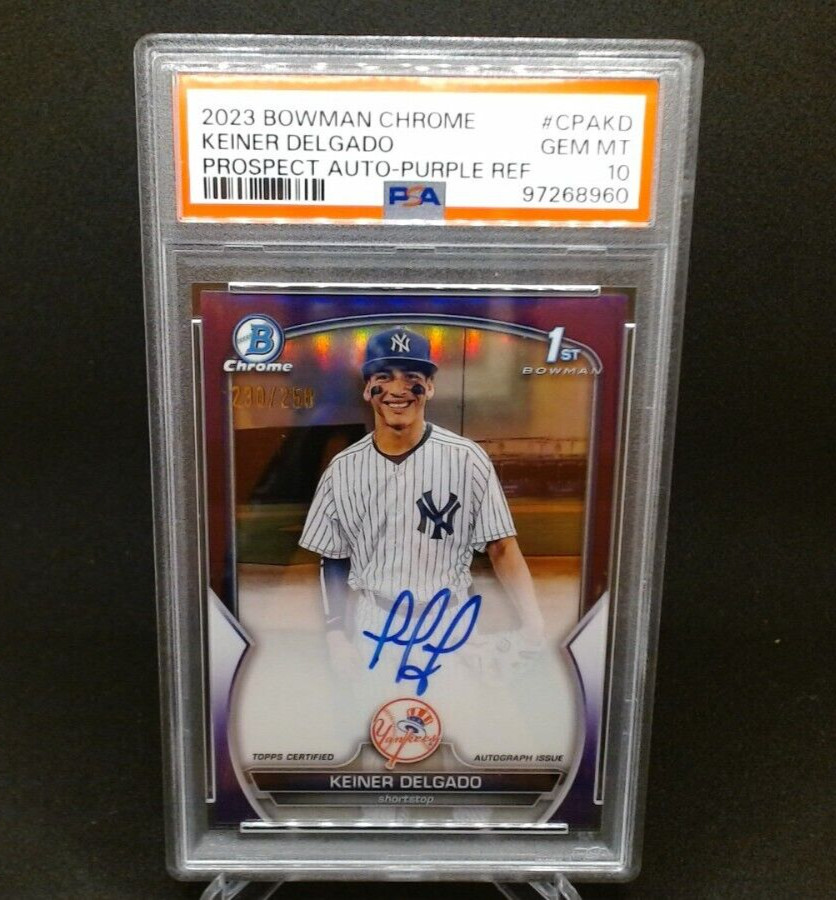 2023 BOWMAN CHROME #CPAKD
KEINER DELGADO GEM MT
PROSPECT AUTO-PURPLE REF 10
PSA 97268960
B
Chrome
1ST
BOWMAN
NY
NY
Yankees
TOPPS CERTIFIED AUTOGRAPH ISSUE
KEINER DELGADO
shortstop